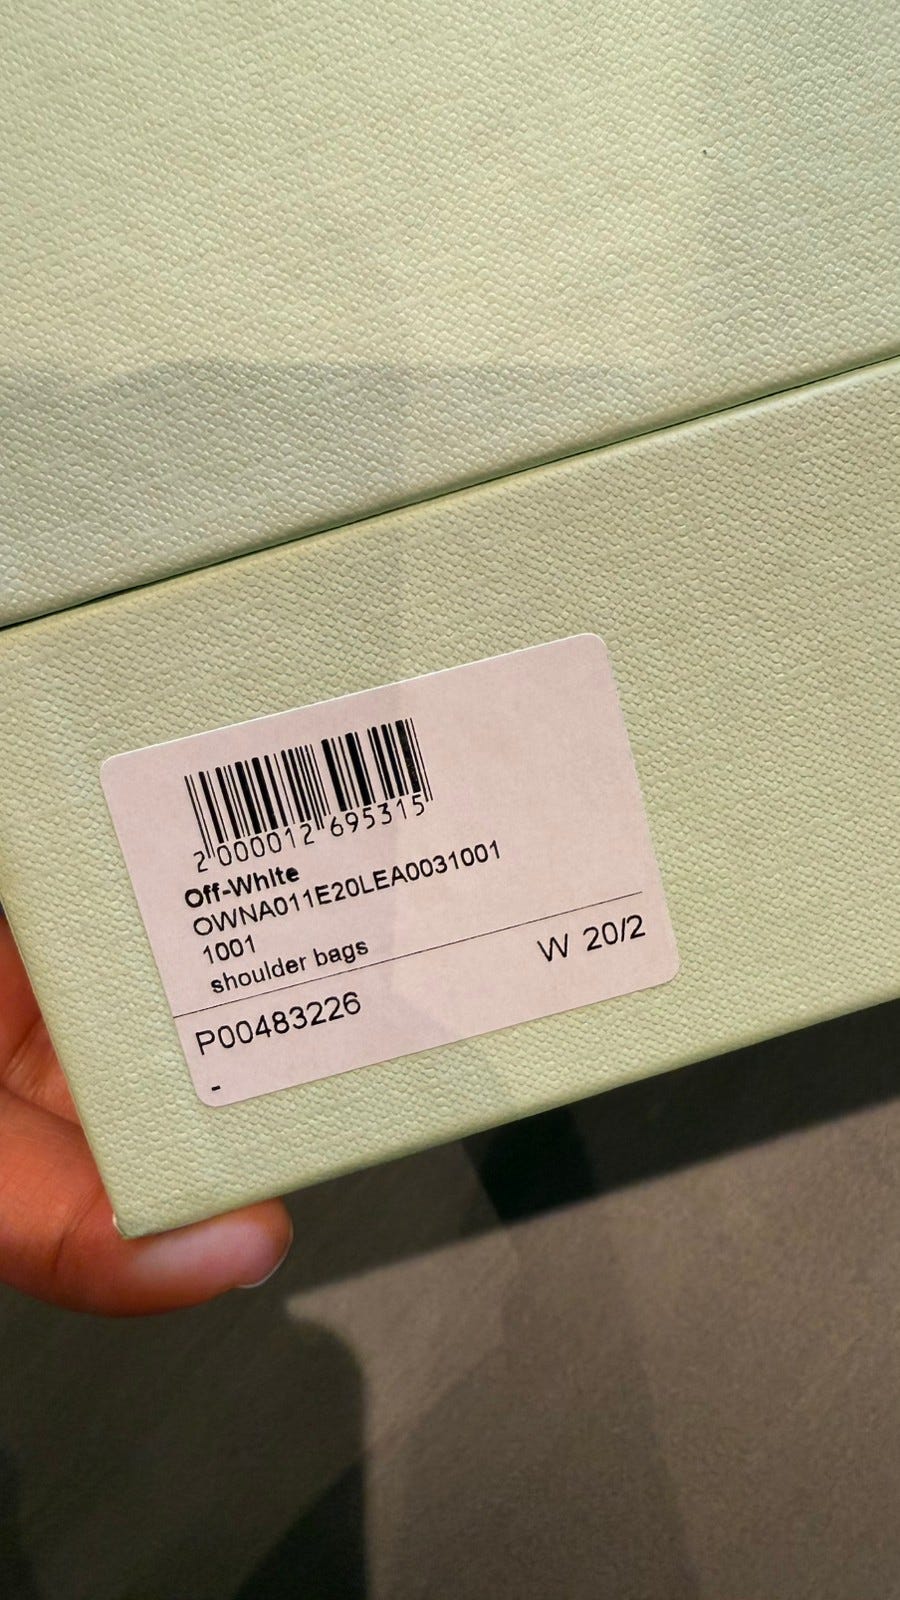 2 000012 695315
Off-White
OWNA011E20LEA0031001
1001
shoulder bags
W 20/2
P00483226
-